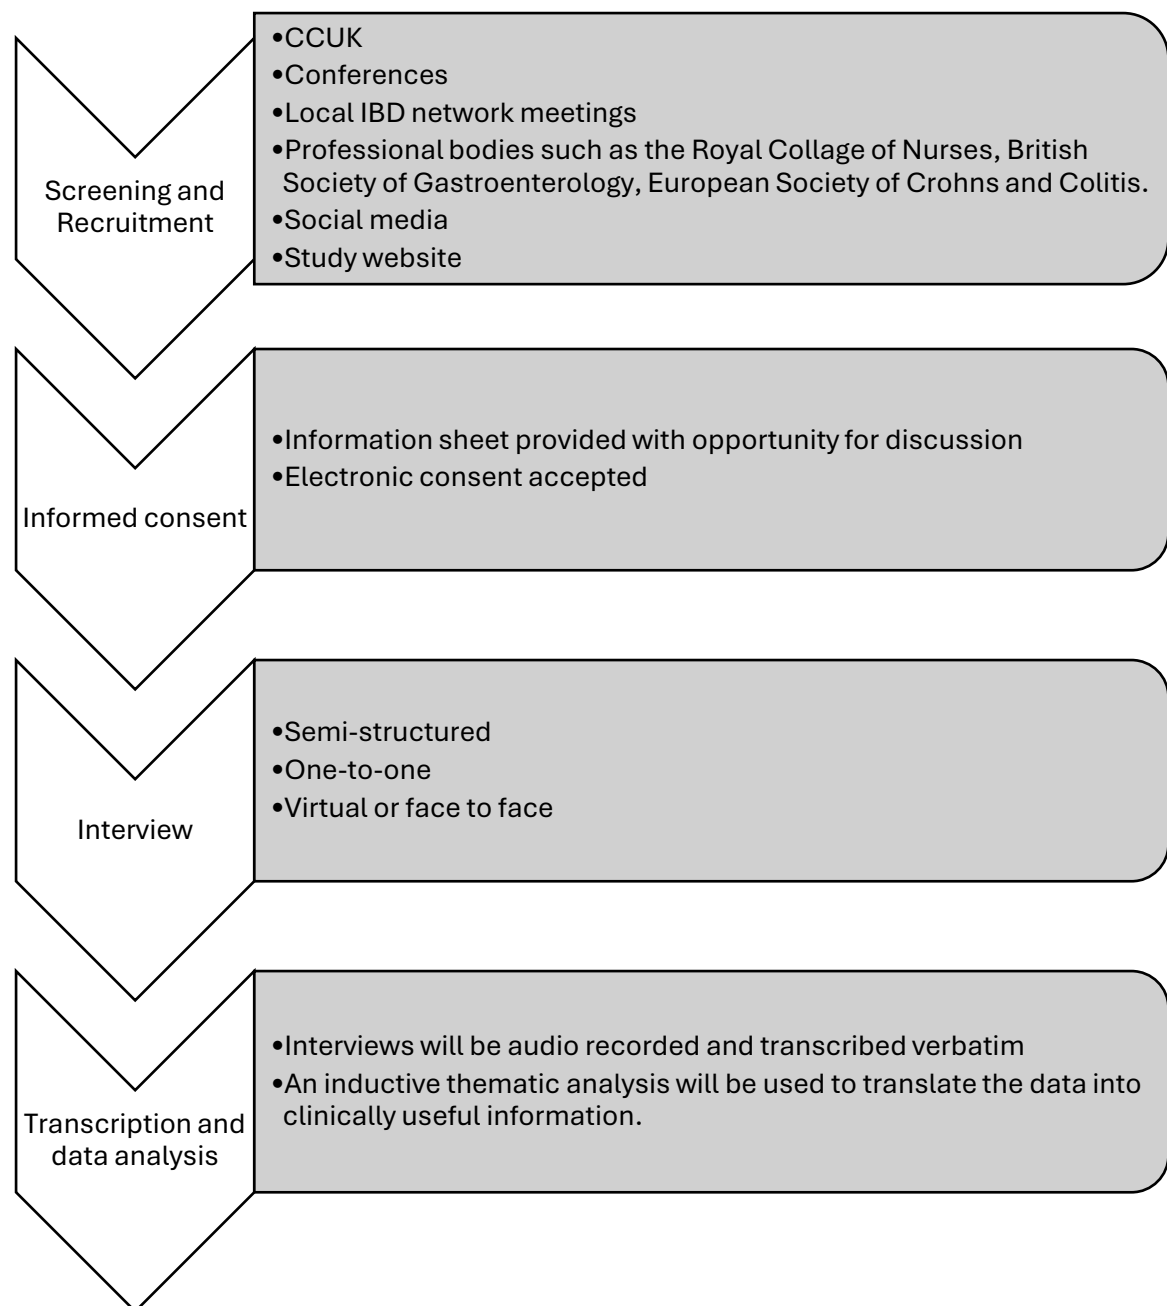 Screening and
Recruitment
•CCUK
•Conferences
•Local IBD network meetings
•Professional bodies such as the Royal Collage of Nurses, British
Society of Gastroenterology, European Society of Crohns and Colitis.
•Social media
•Study website
Informed consent
•Information sheet provided with opportunity for discussion
•Electronic consent accepted
Interview
•Semi-structured
•One-to-one
•Virtual or face to face
Transcription and
data analysis
•Interviews will be audio recorded and transcribed verbatim
•An inductive thematic analysis will be used to translate the data into
clinically useful information.